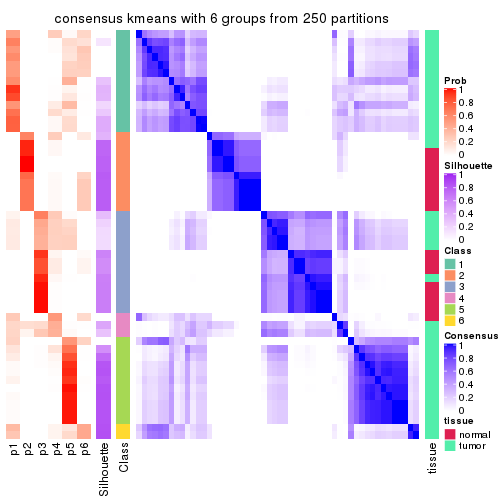 consensus kmeans with 6 groups from 250 partitions
p1
p2
p3
p4
p5
p6
Silhouette
Class
tissue
Prob
1
0.8
0.6
0.4
0.2
0
Silhouette
1
0.8
0.6
0.4
0.2
0
Class
1
2
3
4
5
6
Consensus
1
0.8
0.6
0.4
0.2
0
tissue
normal
tumor